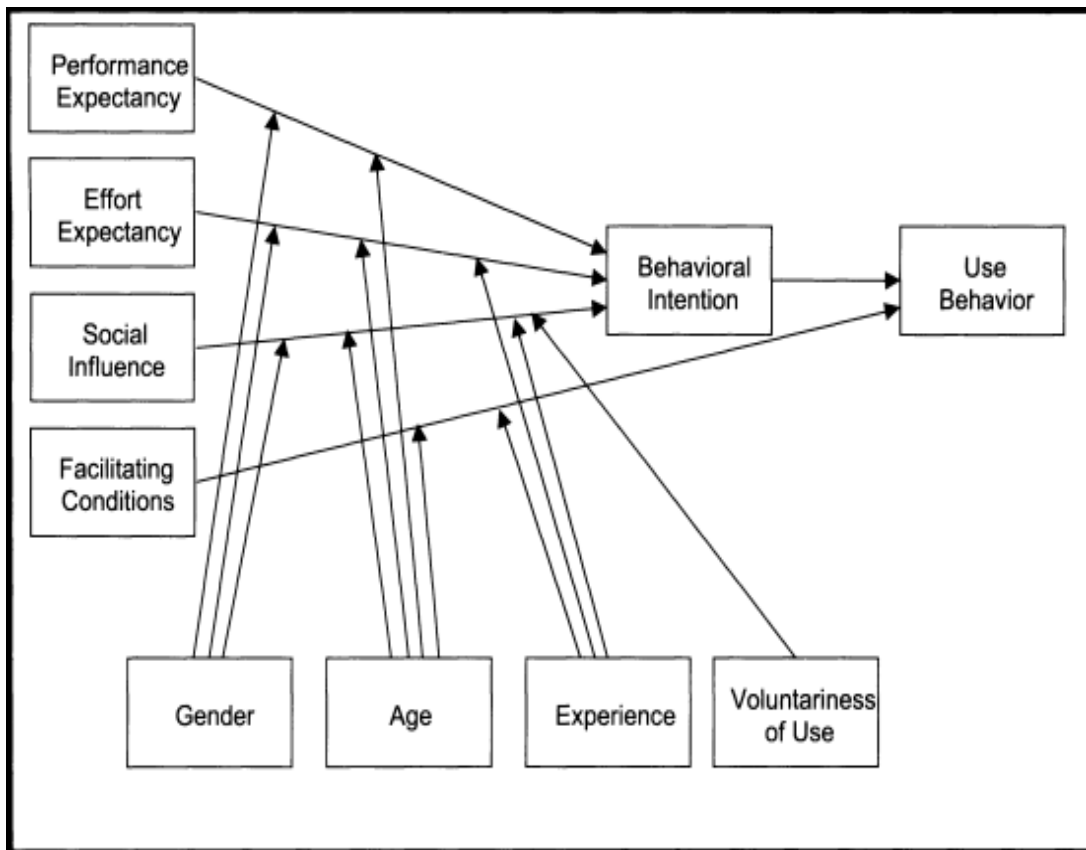 Performance
Expectancy
Effort
Expectancy
Social
Influence
Facilitating
Conditions
Behavioral
Intention
Use
Behavior
Gender
Age
Experience
Voluntariness
of Use